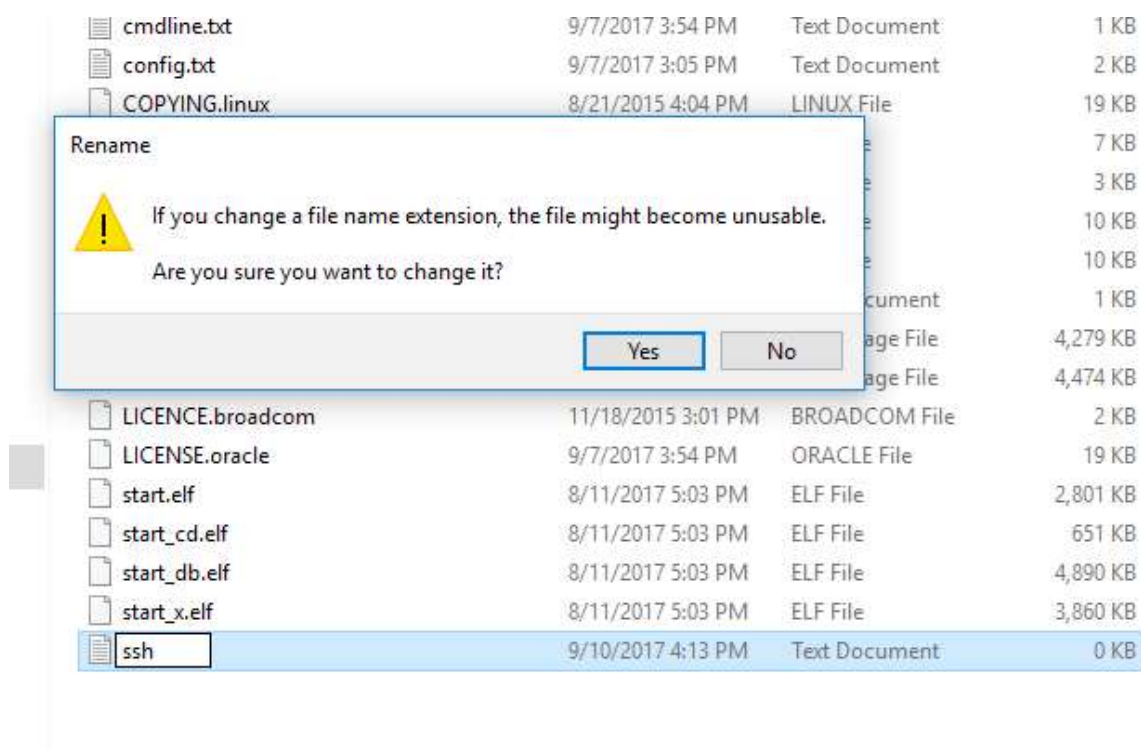 cmdline.txt 9/7/2017 3:54 PM Text Document 1 KB
config.txt 9/7/2017 3:05 PM Text Document 2 KB
COPYING.linux 8/21/2015 4:04 PM LINUX File 19 KB
Rename 7 KB
3 KB
If you change a file name extension, the file might become unusable. 10 KB
Are you sure you want to change it? 10 KB
1 KB
Yes No File 4,279 KB
File 4,474 KB
LICENCE.broadcom 11/18/2015 3:01 PM BROADCOM File 2 KB
LICENSE.oracle 9/7/2017 3:54 PM ORACLE File 19 KB
start.elf 8/11/2017 5:03 PM ELF File 2,801 KB
start_cd.elf 8/11/2017 5:03 PM ELF File 651 KB
start_db.elf 8/11/2017 5:03 PM ELF File 4,890 KB
start_x.elf 8/11/2017 5:03 PM ELF File 3,860 KB
ssh 9/10/2017 4:13 PM Text Document 0 KB